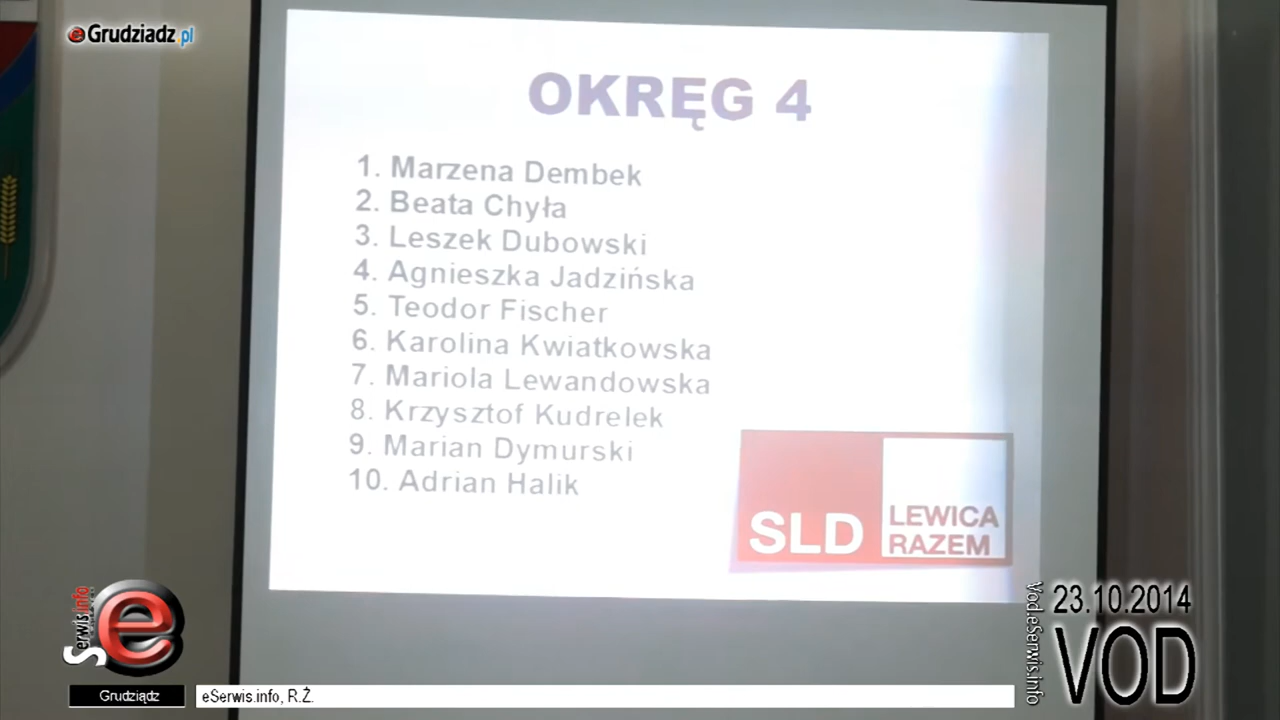 eGrudziadz.pl
OKRĘG 4
1. Marzena Dembek
2. Beata Chyła
3. Leszek Dubowski
4. Agnieszka Jadzińska
5. Teodor Fischer
6. Karolina Kwiatkowska
7. Mariola Lewandowska
8. Krzysztof Kudrelek
9. Marian Dymurski
10. Adrian Halik
SLD
LEWICA
RAZEM
eSerwis.info
Grudziądz
eSerwis.info, R.Ż.
Vod.eSerwis.info
23.10.2014
VOD